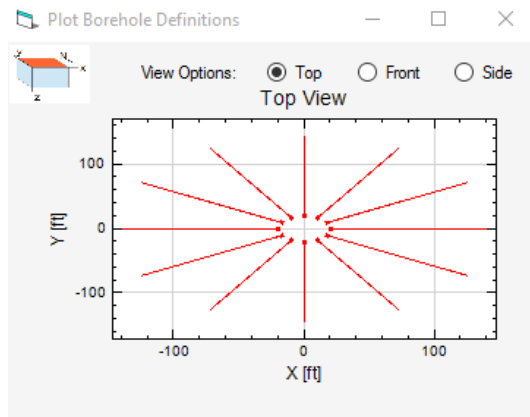 Plot Borehole Definitions
y N x
z
View Options: Top Front Side
Top View
100
0
-100
Y [ft]
-100 0 100
X [ft]